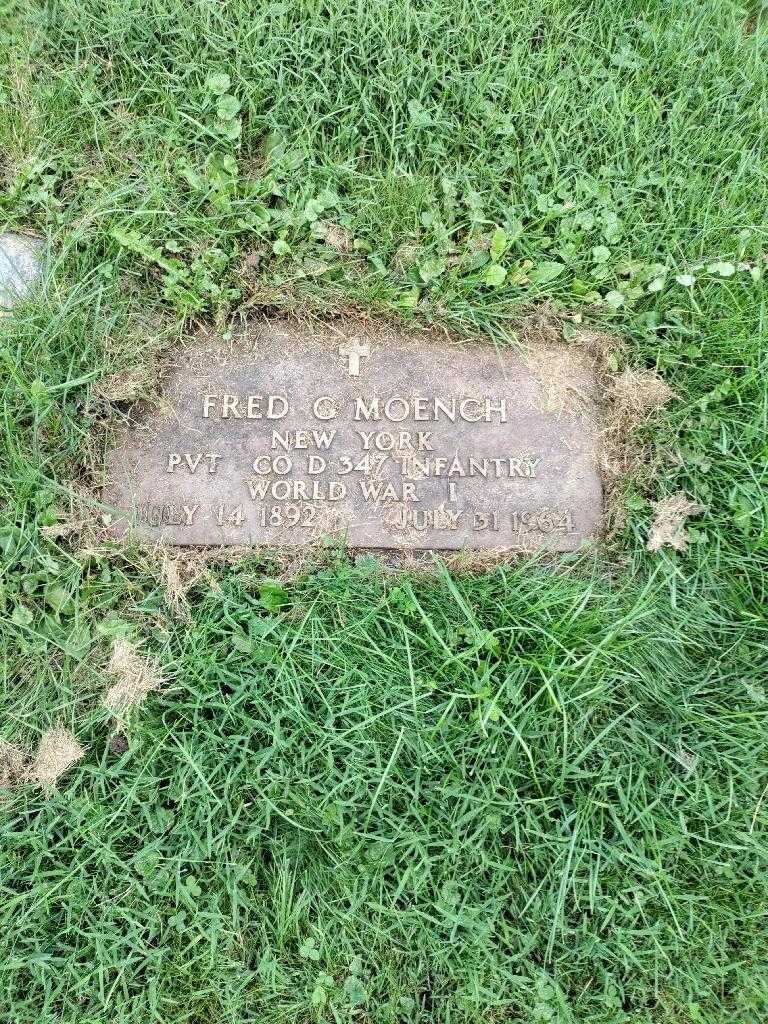 FRED C MOENCH
NEW YORK
PVT CO D 347 INFANTRY
WORLD WAR I
JULY 14 1892 JULY 31 1964